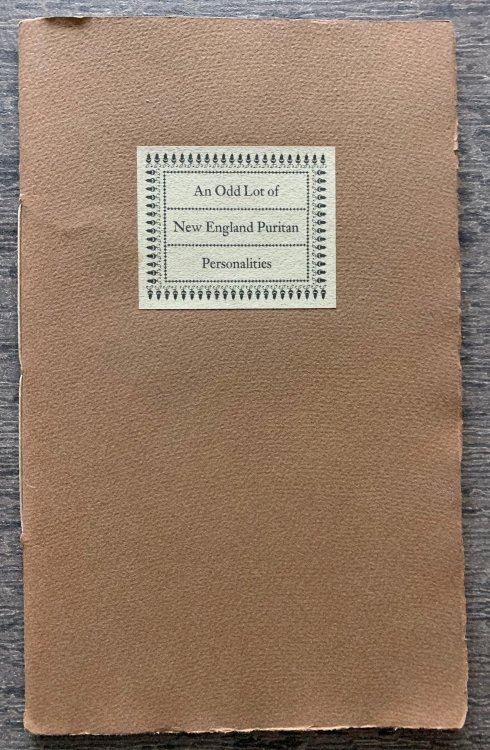 An Odd Lot of
New England Puritan
Personalities